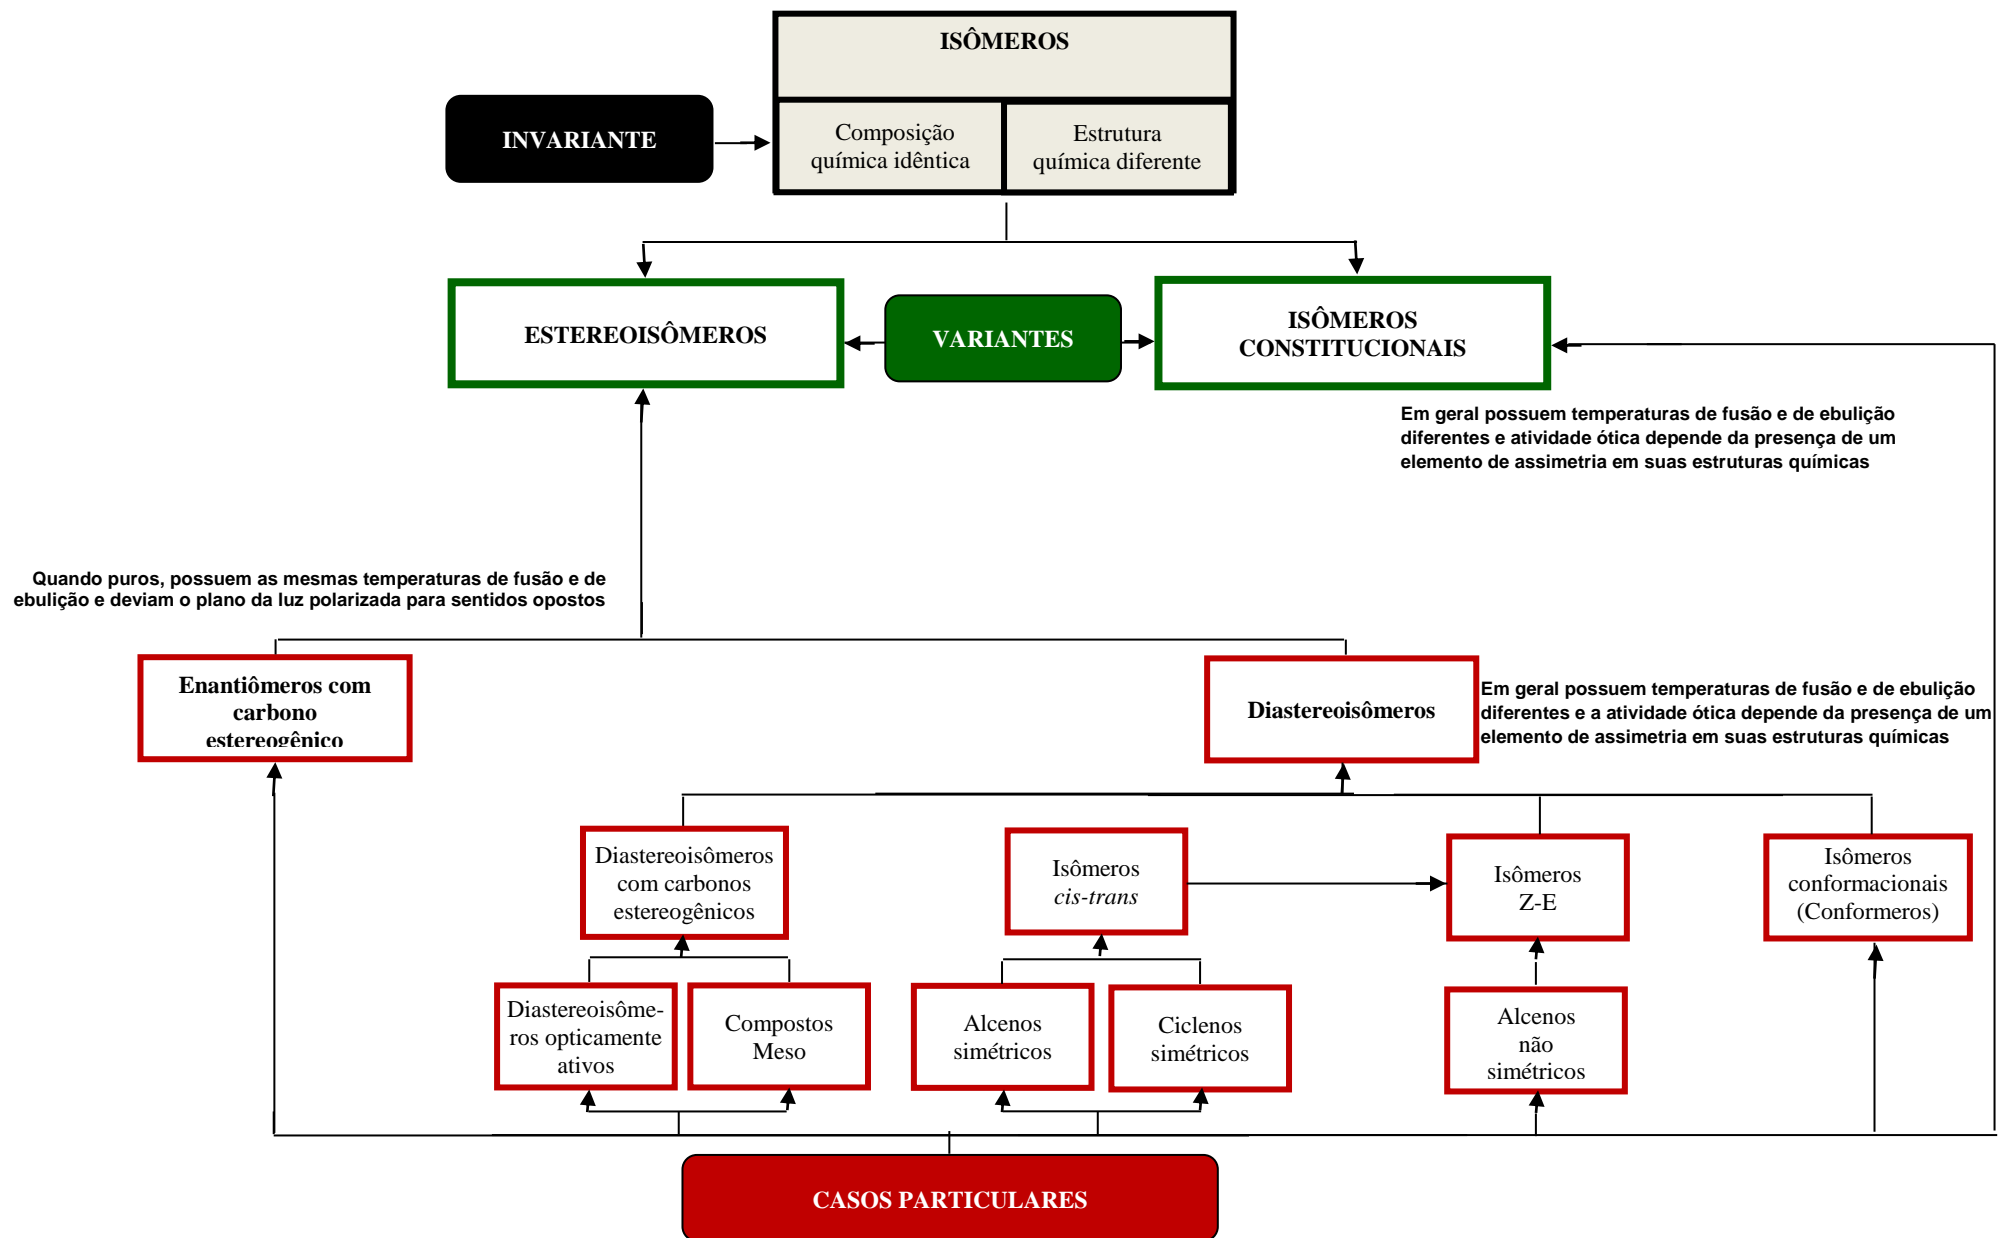 ISÔMEROS
INVARIANTE
Composição
química idêntica
Estrutura
química diferente
ESTEREOISÔMEROS
VARIANTES
ISÔMEROS
CONSTITUCIONAIS
Em geral possuem temperaturas de fusão e de ebulição
diferentes e atividade ótica depende da presença de um
elemento de assimetria em suas estruturas químicas
Quando puros, possuem as mesmas temperaturas de fusão e de
ebulição e deviam o plano da luz polarizada para sentidos opostos
Enantiômeros com
carbono
estereogênico
Diastereoisômeros
Em geral possuem temperaturas de fusão e de ebulição
diferentes e a atividade ótica depende da presença de um
elemento de assimetria em suas estruturas químicas
Diastereoisômeros
com carbonos
estereogênicos
Isômeros
cis-trans
Isômeros
Z-E
Isômeros
conformacionais
(Conformeros)
Diastereoisôme-
ros opticamente
ativos
Compostos
Meso
Alcenos
simétricos
Ciclenos
simétricos
Alcenos
não
simétricos
CASOS PARTICULARES